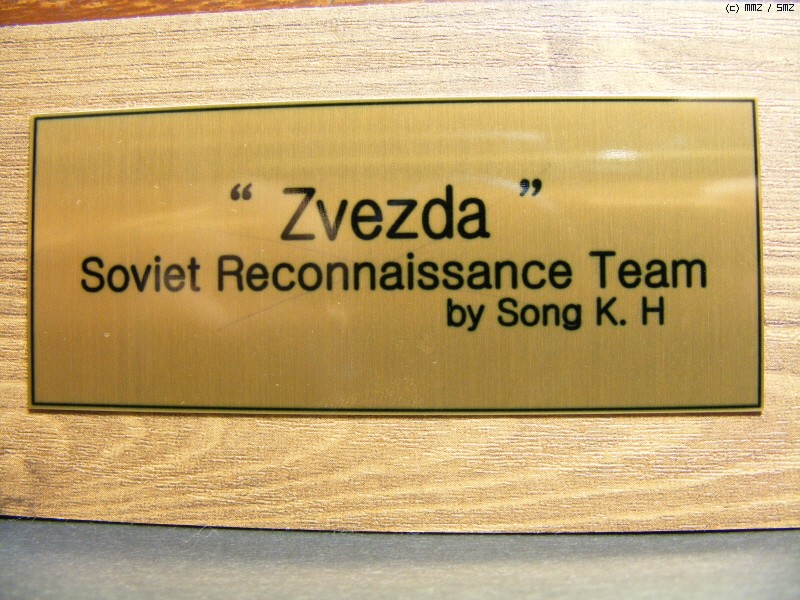 (c) MMZ / SMZ
“ Zvezda ”
Soviet Reconnaissance Team
by Song K. H